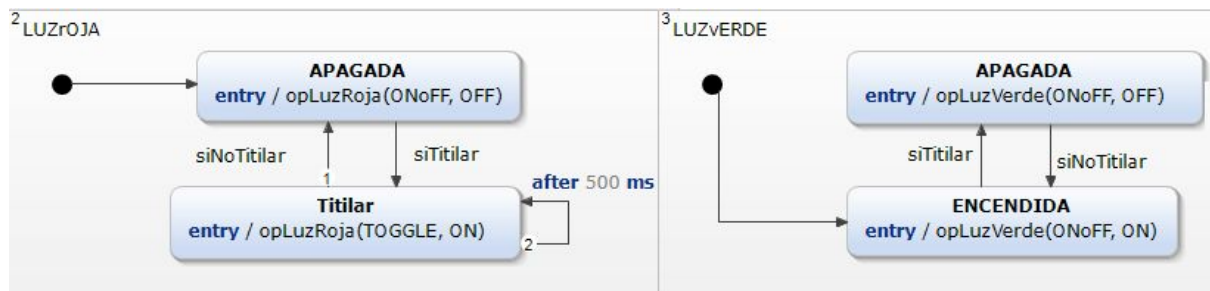 2
LUZrOJA
APAGADA
entry / opLuzRoja(ONoFF, OFF)
siNoTitilar
siTitilar
1
after 500 ms
Titilar
entry / opLuzRoja(TOGGLE, ON)
2
3
LUZvERDE
APAGADA
entry / opLuzVerde(ONoFF, OFF)
siTitilar
siNoTitilar
ENCENDIDA
entry / opLuzVerde(ONoFF, ON)